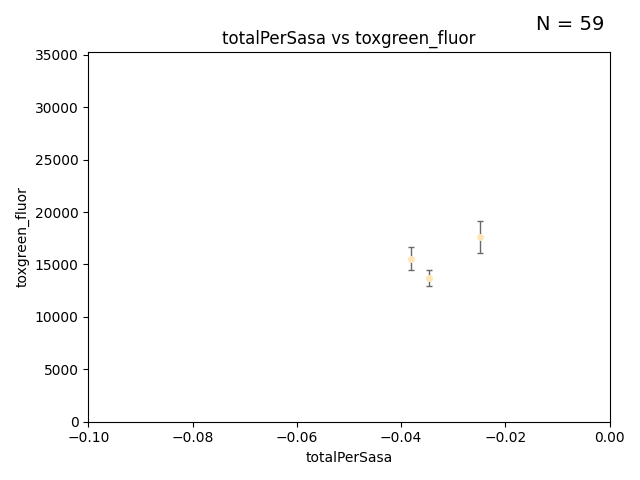 N = 59
totalPerSasa vs toxgreen_fluor
35000
30000
25000
20000
15000
10000
5000
0
toxgreen_fluor
−0.10 −0.08 −0.06 −0.04 −0.02 0.00
totalPerSasa